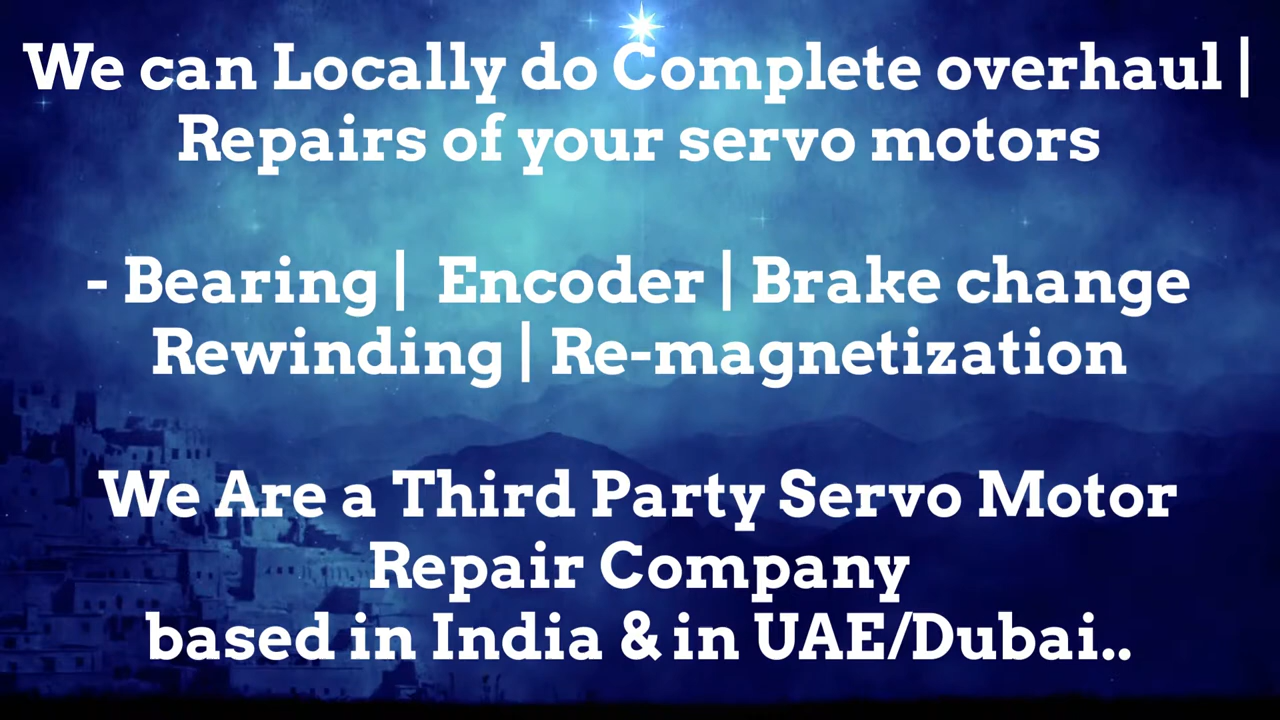 We can Locally do Complete overhaul |
Repairs of your servo motors
- Bearing | Encoder | Brake change
Rewinding | Re-magnetization
We Are a Third Party Servo Motor
Repair Company
based in India & in UAE/Dubai..